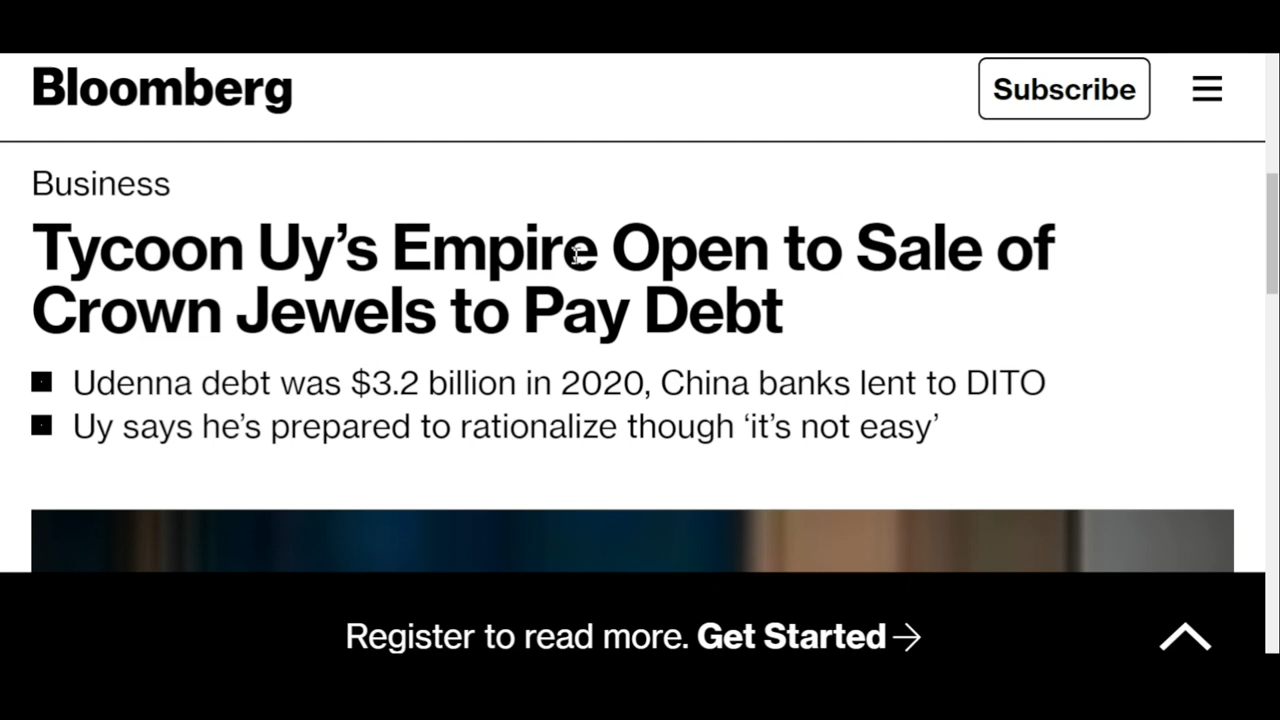 Bloomberg
Subscribe
Business
Tycoon Uy’s Empire Open to Sale of
Crown Jewels to Pay Debt
Udenna debt was $3.2 billion in 2020, China banks lent to DITO
Uy says he’s prepared to rationalize though ‘it’s not easy’
Register to read more. Get Started